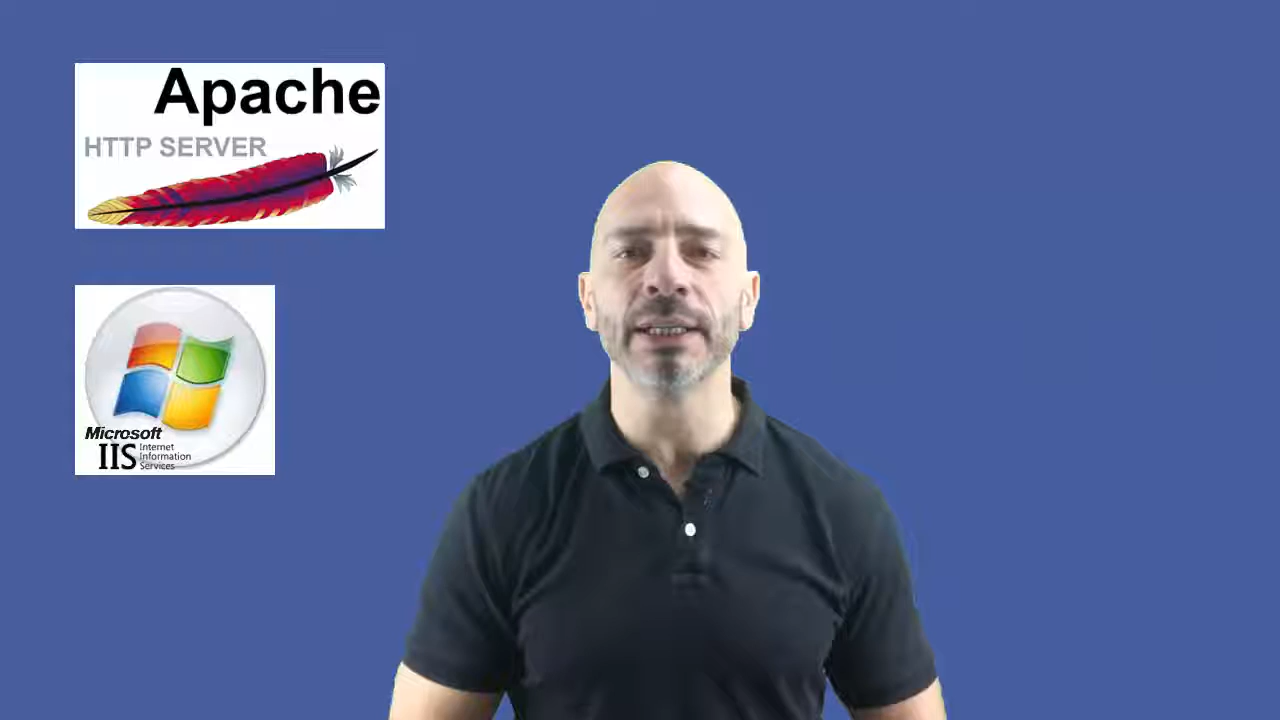 Apache
HTTP SERVER
Microsoft
IIS
Internet
Information
Services